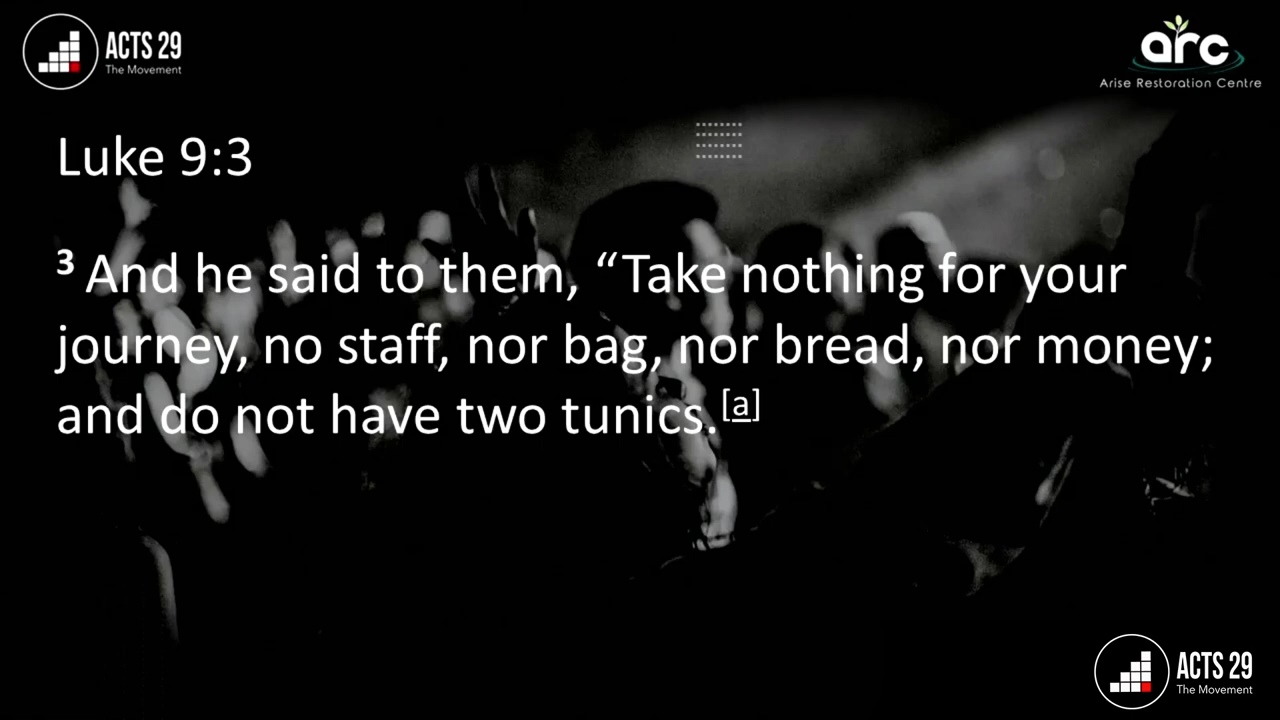 ACTS 29
The Movement
arc
Arise Restoration Centre
Luke 9:3
3 And he said to them, “Take nothing for your
journey, no staff, nor bag, nor bread, nor money;
and do not have two tunics.[a]
ACTS 29
The Movement